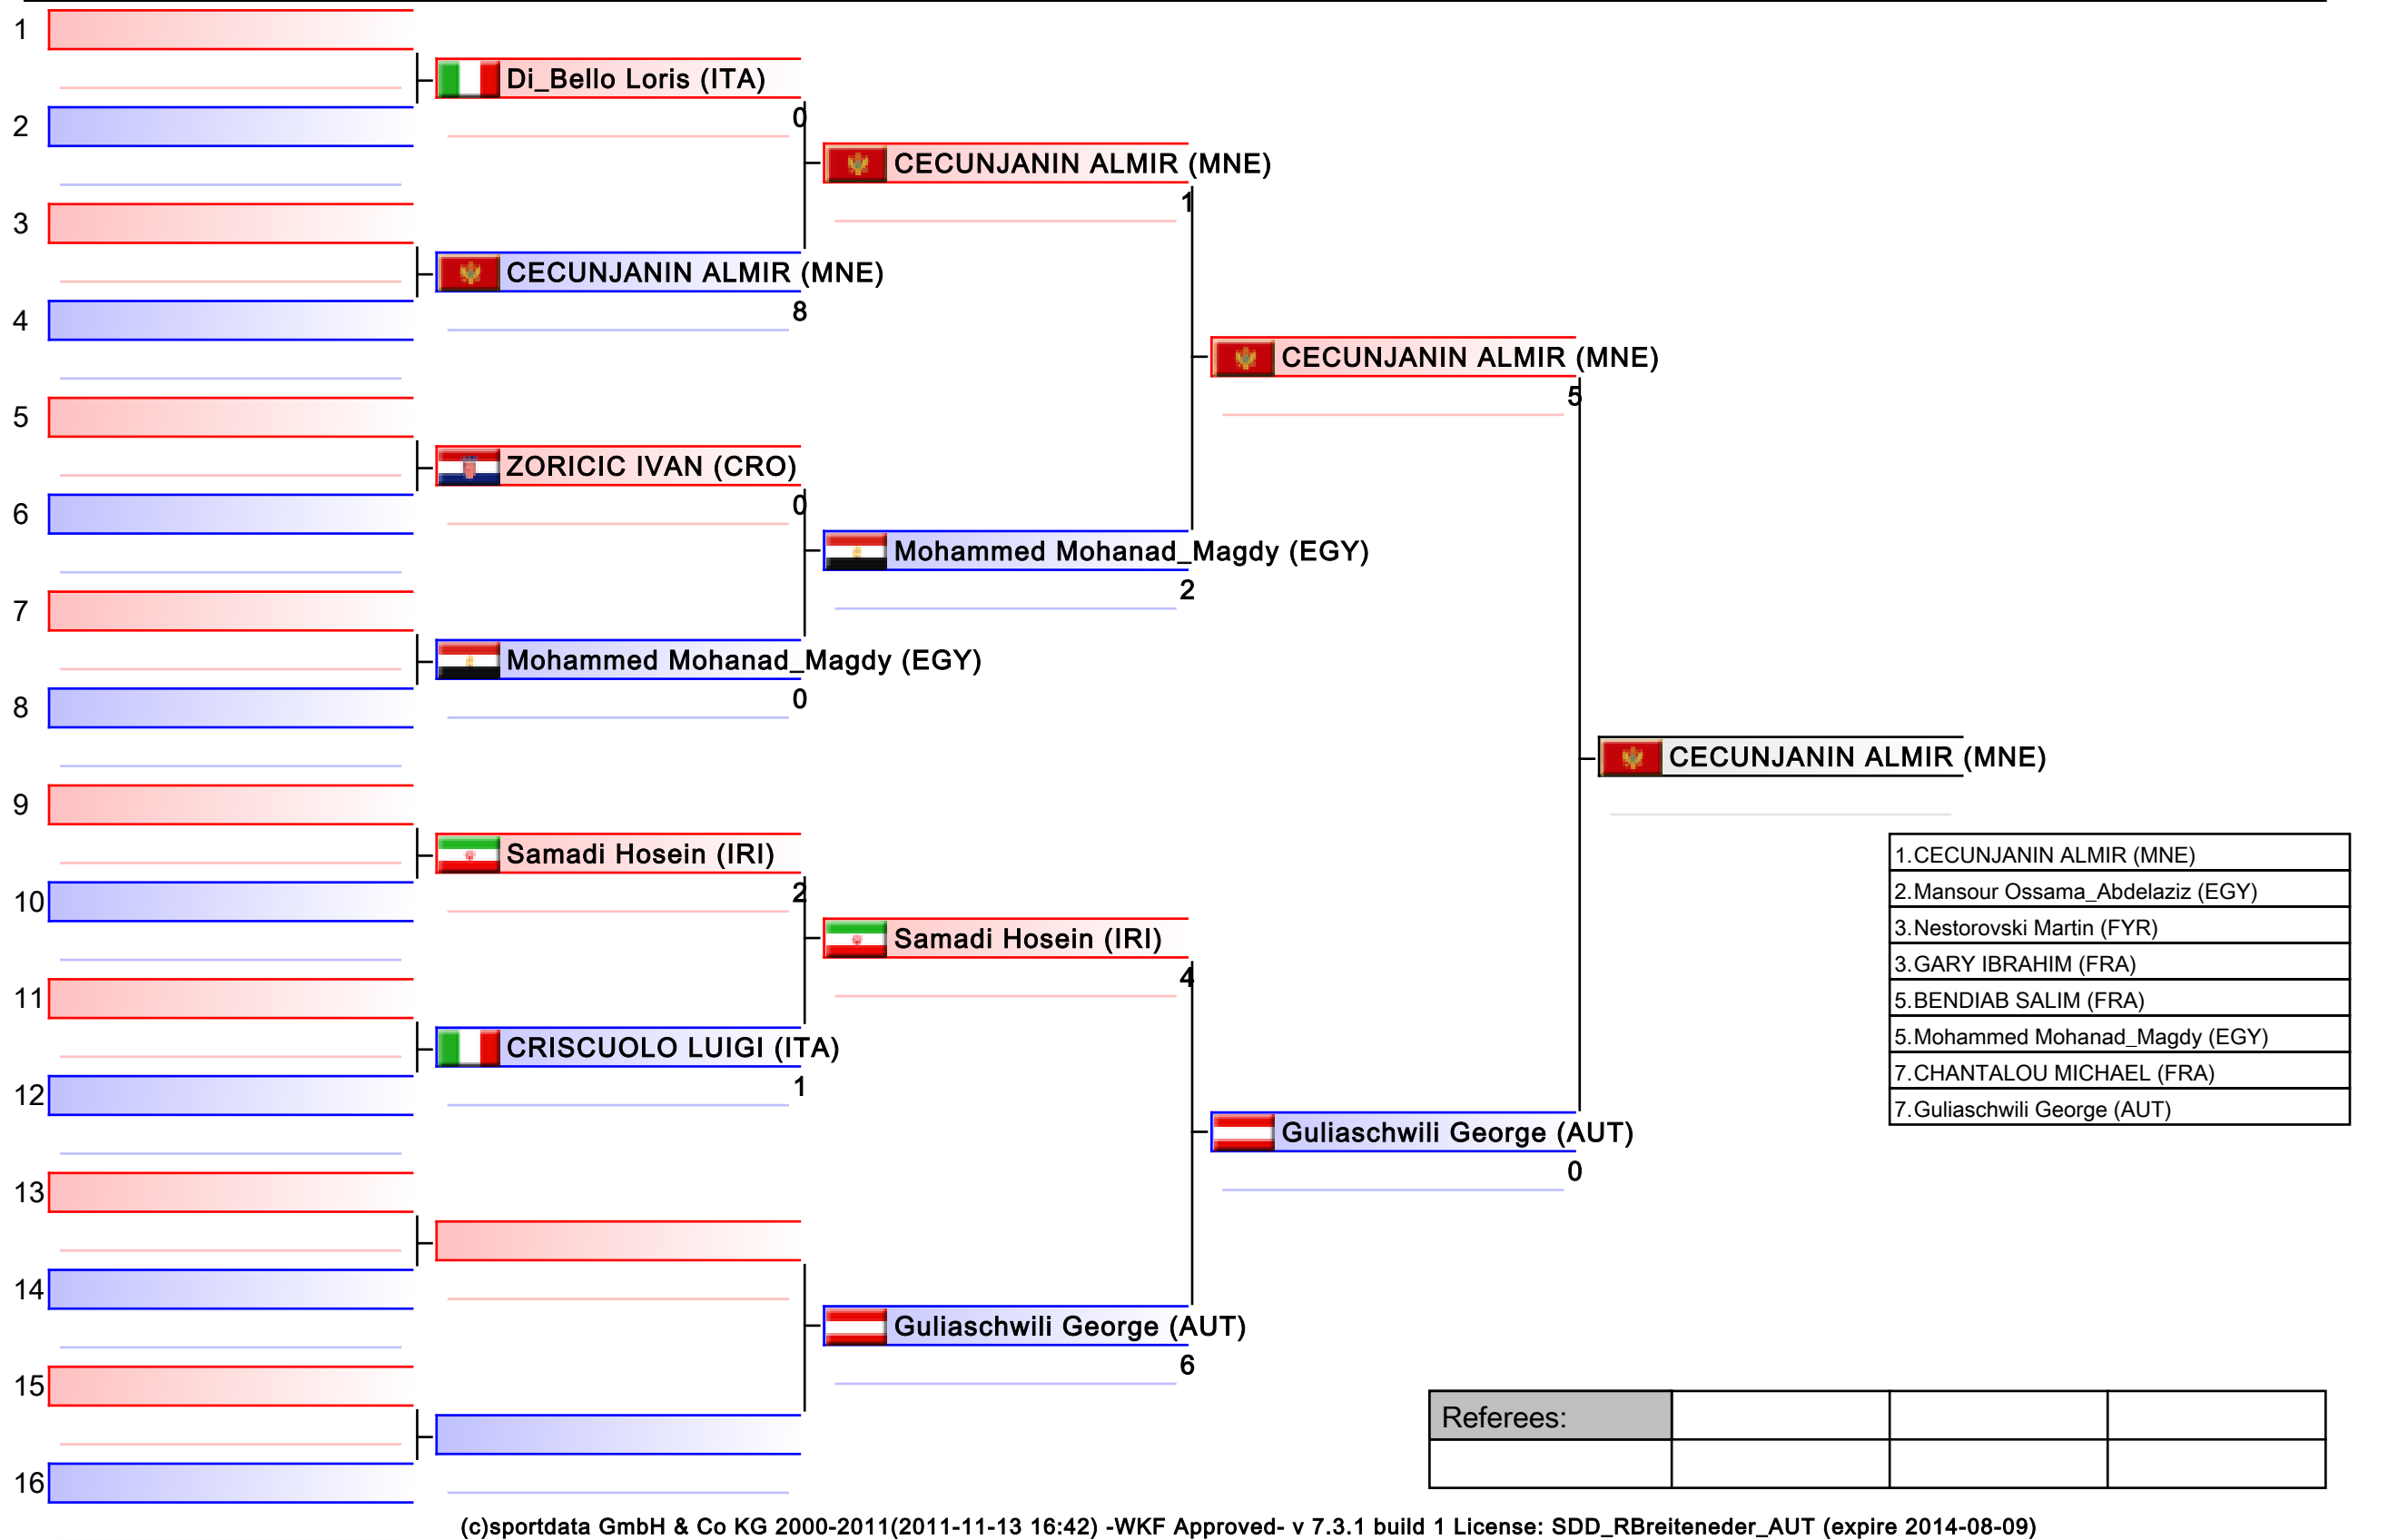 1
Di_Bello Loris (ITA)
0
2
CECUNJANIN ALMIR (MNE)
1
3
CECUNJANIN ALMIR (MNE)
8
4
CECUNJANIN ALMIR (MNE)
5
5
ZORICIC IVAN (CRO)
0
6
Mohammed Mohanad_Magdy (EGY)
2
7
Mohammed Mohanad_Magdy (EGY)
0
8
CECUNJANIN ALMIR (MNE)
9
Samadi Hosein (IRI)
2
10
Samadi Hosein (IRI)
4
11
CRISCUOLO LUIGI (ITA)
1
12
Guliaschwili George (AUT)
0
13
14
Guliaschwili George (AUT)
6
15
16
1.CECUNJANIN ALMIR (MNE)
2.Mansour Ossama_Abdelaziz (EGY)
3.Nestorovski Martin (FYR)
3.GARY IBRAHIM (FRA)
5.BENDIAB SALIM (FRA)
5.Mohammed Mohanad_Magdy (EGY)
7.CHANTALOU MICHAEL (FRA)
7.Guliaschwili George (AUT)
Referees:
(c)sportdata GmbH & Co KG 2000-2011(2011-11-13 16:42) -WKF Approved- v 7.3.1 build 1 License: SDD_RBreiteneder_AUT (expire 2014-08-09)